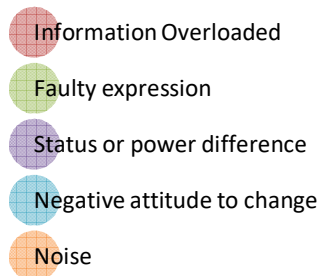 Information Overloaded
Faulty expression
Status or power difference
Negative attitude to change
Noise